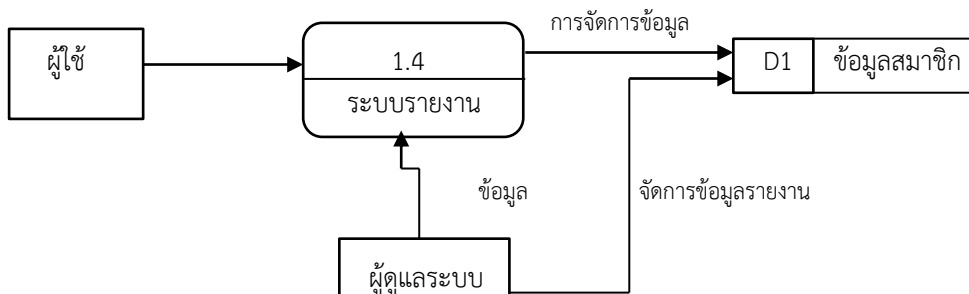 การจัดการข้อมูล
ผู้ใช้
1.4
D1 ข้อมูลสมาชิก
ระบบรายงาน
ข้อมูล
จัดการข้อมูลรายงาน
ผู้ดูแลระบบ